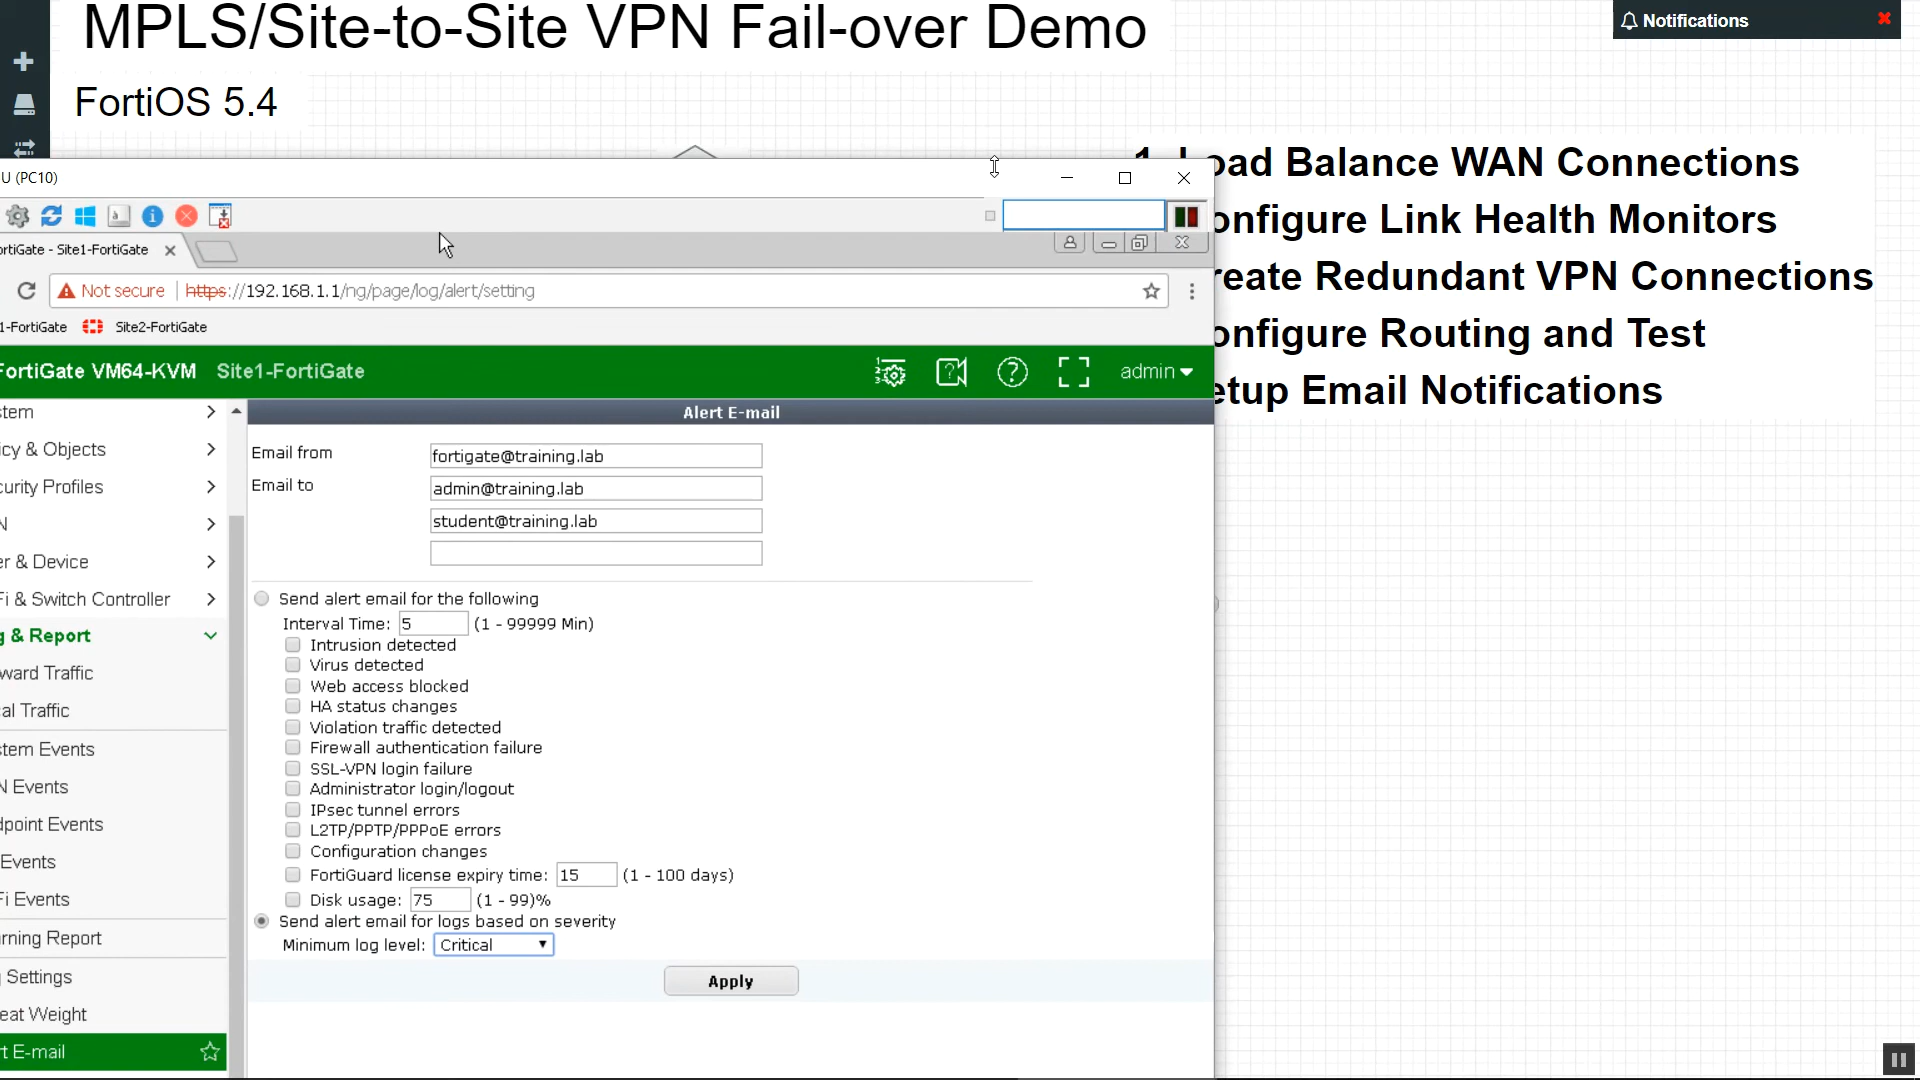 MPLS/Site-to-Site VPN Fail-over Demo
Notifications
FortiOS 5.4
1. Load Balance WAN Connections
onfigure Link Health Monitors
reate Redundant VPN Connections
onfigure Routing and Test
etup Email Notifications
U (PC10)
ortiGate - Site1-FortiGate
Not secure https://192.168.1.1/ng/page/log/alert/setting
1-FortiGate Site2-FortiGate
FortiGate VM64-KVM Site1-FortiGate admin
stem
icy & Objects
curity Profiles
N
er & Device
Fi & Switch Controller
g & Report
ward Traffic
al Traffic
stem Events
N Events
dpoint Events
Events
Fi Events
rning Report
Settings
eat Weight
t E-mail
Alert E-mail
Email from fortigate@training.lab
Email to admin@training.lab
student@training.lab
Send alert email for the following
Interval Time: 5 (1 - 99999 Min)
Intrusion detected
Virus detected
Web access blocked
HA status changes
Violation traffic detected
Firewall authentication failure
SSL-VPN login failure
Administrator login/logout
IPsec tunnel errors
L2TP/PPTP/PPPoE errors
Configuration changes
FortiGuard license expiry time: 15 (1 - 100 days)
Disk usage: 75 (1 - 99)%
Send alert email for logs based on severity
Minimum log level: Critical
Apply